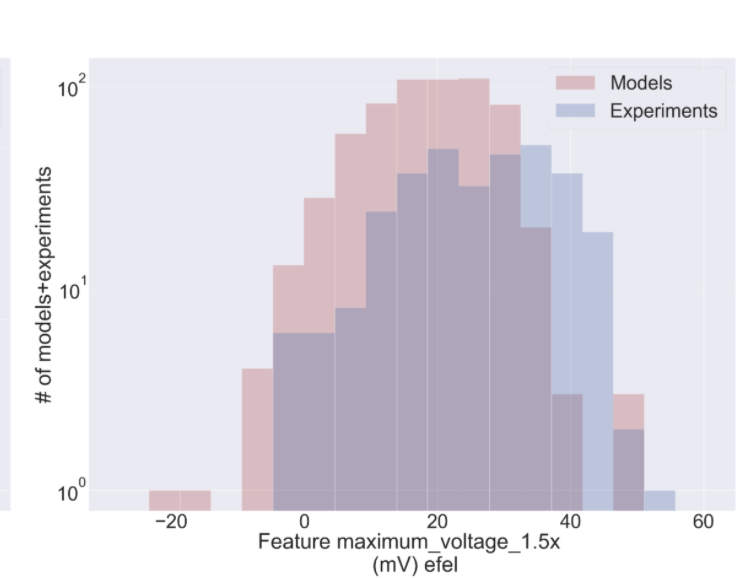 Models
Experiments
# of models+experiments
10²
10¹
10⁰
−20 0 20 40 60
Feature maximum_voltage_1.5x
(mV) efel